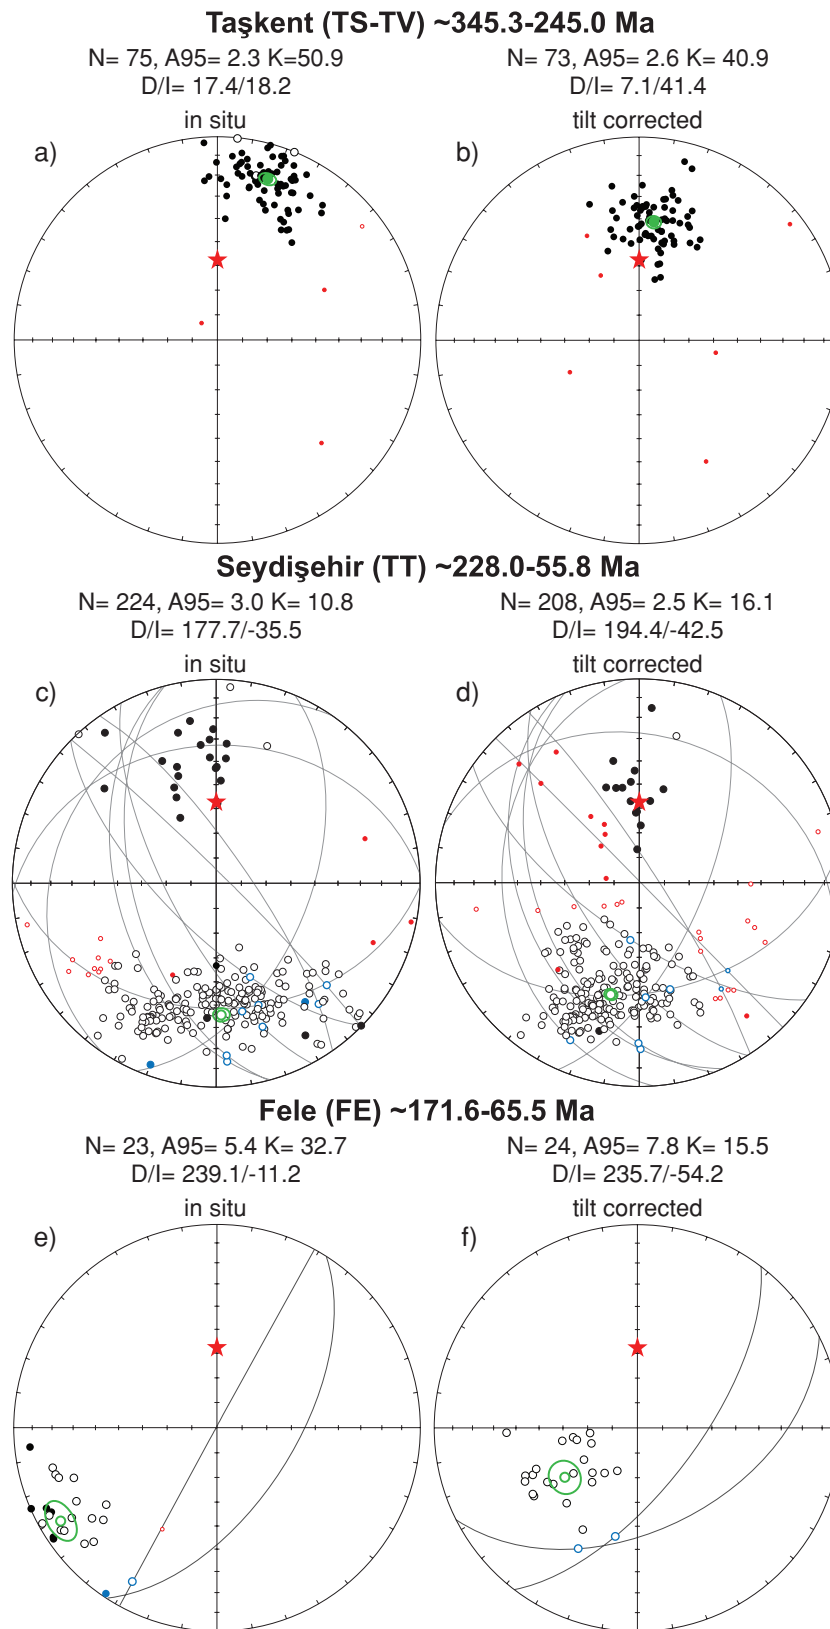 Taşkent (TS-TV) ~345.3-245.0 Ma
N= 75, A95= 2.3 K=50.9
D/I= 17.4/18.2
in situ
a)
N= 73, A95= 2.6 K= 40.9
D/I= 7.1/41.4
tilt corrected
b)
Seydişehir (TT) ~228.0-55.8 Ma
N= 224, A95= 3.0 K= 10.8
D/I= 177.7/-35.5
in situ
c)
N= 208, A95= 2.5 K= 16.1
D/I= 194.4/-42.5
tilt corrected
d)
Fele (FE) ~171.6-65.5 Ma
N= 23, A95= 5.4 K= 32.7
D/I= 239.1/-11.2
in situ
e)
N= 24, A95= 7.8 K= 15.5
D/I= 235.7/-54.2
tilt corrected
f)